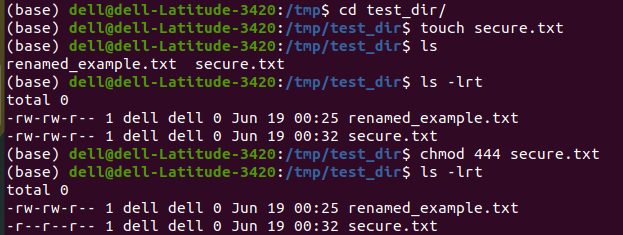 (base) dell@dell-Latitude-3420:/tmp$ cd test_dir/
(base) dell@dell-Latitude-3420:/tmp/test_dir$ touch secure.txt
(base) dell@dell-Latitude-3420:/tmp/test_dir$ ls
renamed_example.txt  secure.txt
(base) dell@dell-Latitude-3420:/tmp/test_dir$ ls -lrt
total 0
-rw-rw-r-- 1 dell dell 0 Jun 19 00:25 renamed_example.txt
-rw-rw-r-- 1 dell dell 0 Jun 19 00:32 secure.txt
(base) dell@dell-Latitude-3420:/tmp/test_dir$ chmod 444 secure.txt
(base) dell@dell-Latitude-3420:/tmp/test_dir$ ls -lrt
total 0
-rw-rw-r-- 1 dell dell 0 Jun 19 00:25 renamed_example.txt
-r--r--r-- 1 dell dell 0 Jun 19 00:32 secure.txt